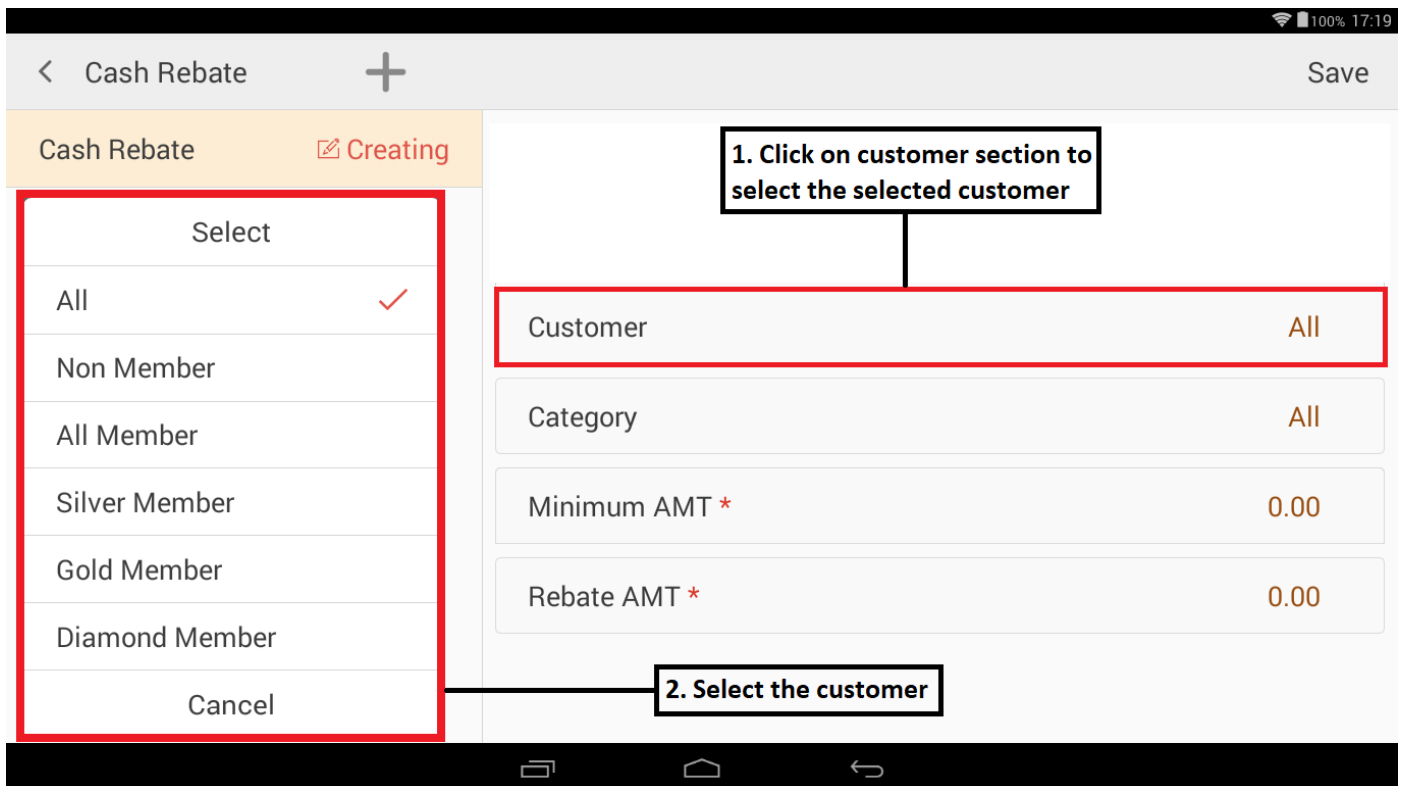 100% 17:19
Cash Rebate
Save
Cash Rebate
Creating
1. Click on customer section to
select the selected customer
Select
All
Non Member
All Member
Silver Member
Gold Member
Diamond Member
Cancel
Customer
All
Category
All
Minimum AMT *
0.00
Rebate AMT *
0.00
2. Select the customer